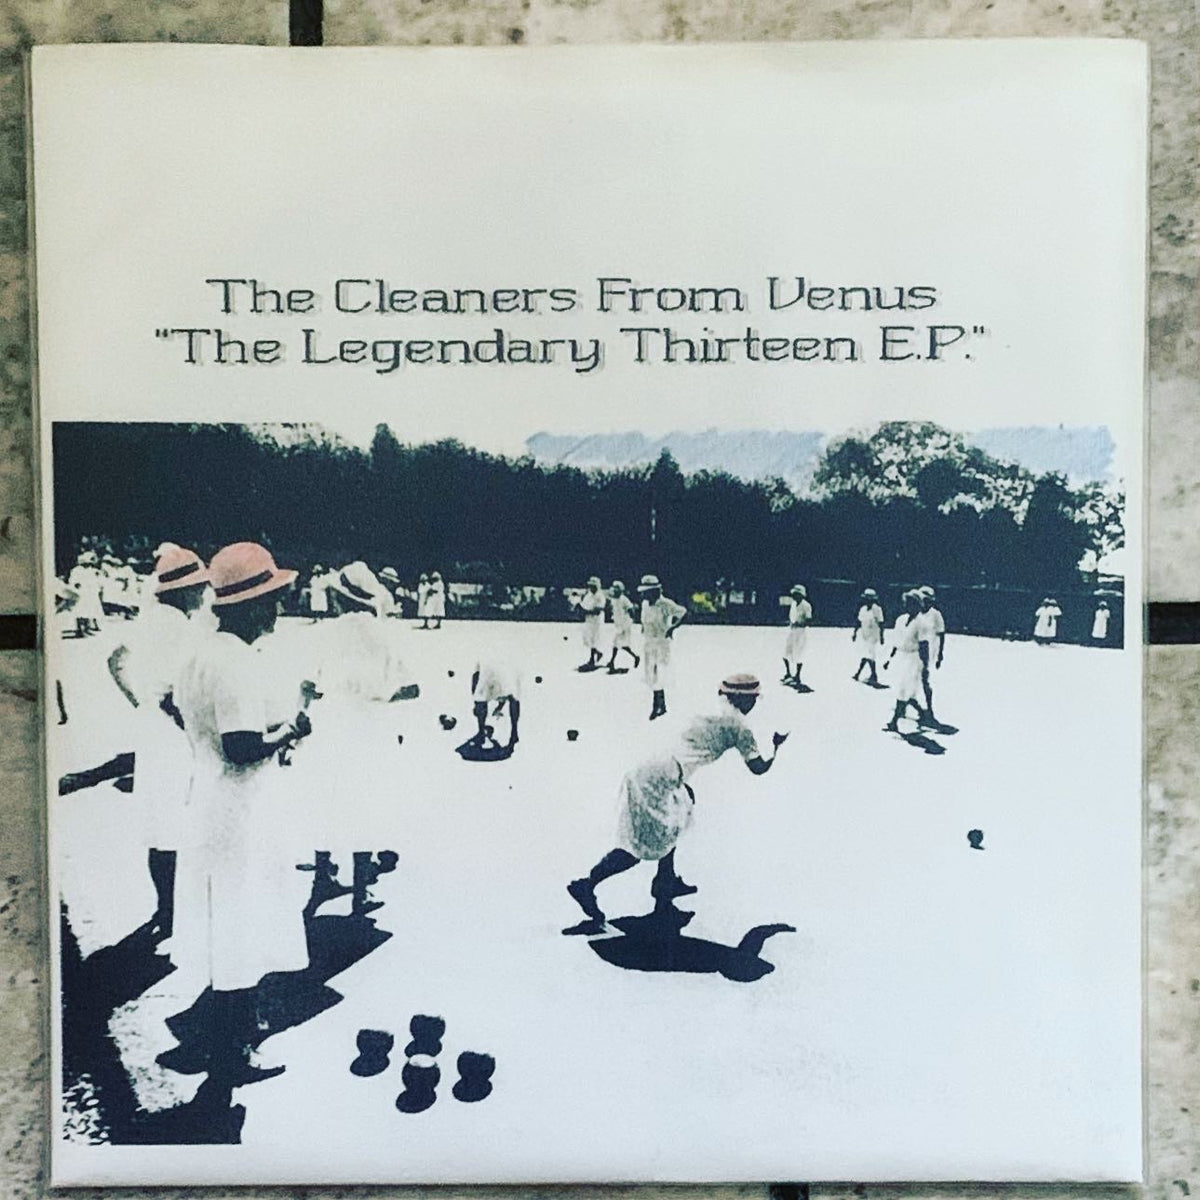 The Cleaners From Venus
"The Legendary Thirteen E.P."